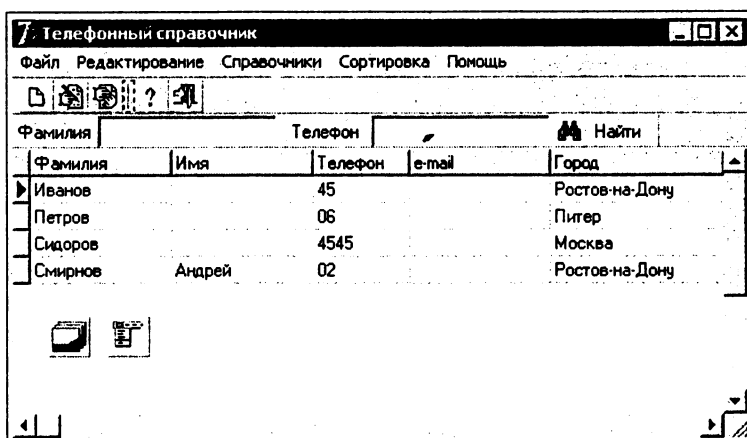 Телефонный справочник
Файл Редактирование Справочники Сортировка Помощь
?
Фамилия Телефон Найти
Фамилия Имя Телефон e-mail Город
Иванов 45 Ростов-на-Дону
Петров 06 Питер
Сидоров 4545 Москва
Смирнов Андрей 02 Ростов-на-Дону